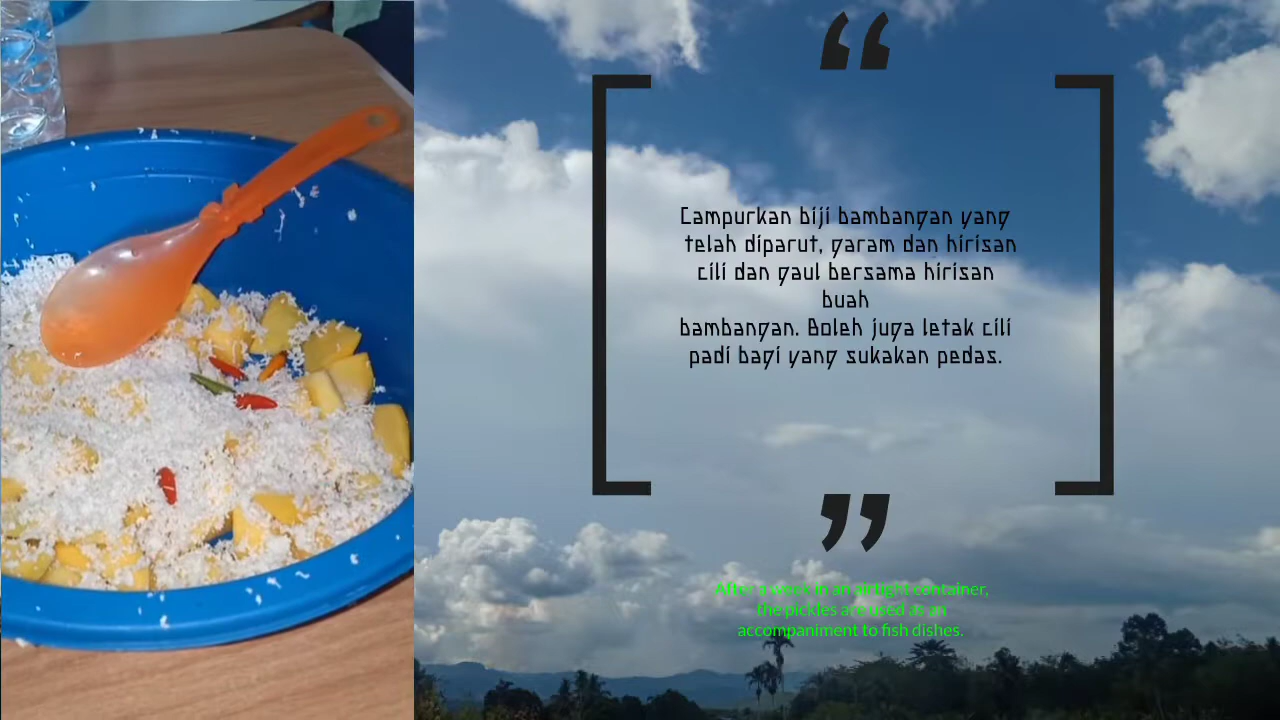 Campurkan biji bambangan yang
telah diparut, garam dan hirisan
cili dan gaul bersama hirisan
buah
bambangan. Boleh juga letak cili
padi bagi yang sukakan pedas.
After a week in an airtight container,
the pickles are used as an
accompaniment to fish dishes.